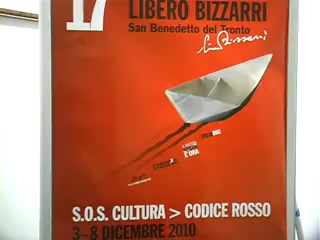 17
LIBERO BIZZARRI
San Benedetto del Tronto
S.O.S. CULTURA > CODICE ROSSO
3–8 DICEMBRE 2010